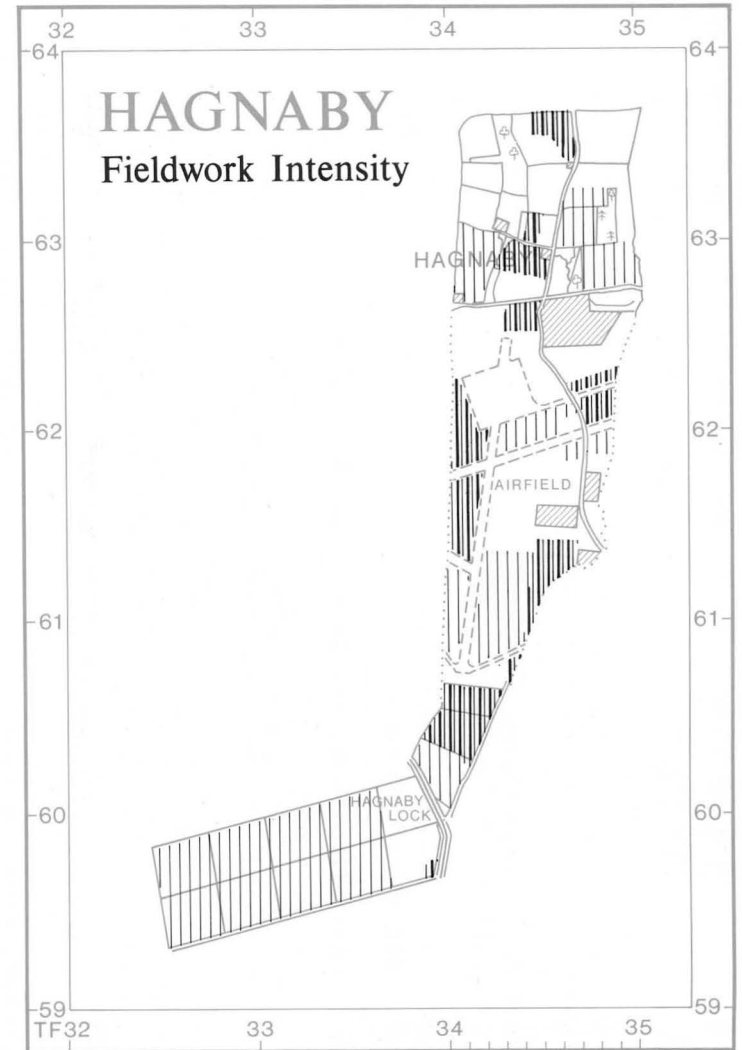 32 33 34 35
64 64
HAGNABY
Fieldwork Intensity
63 63
HAGNABY
62 62
AIRFIELD
61 61
HAGNABY
LOCK
60 60
59 59
TF32 33 34 35